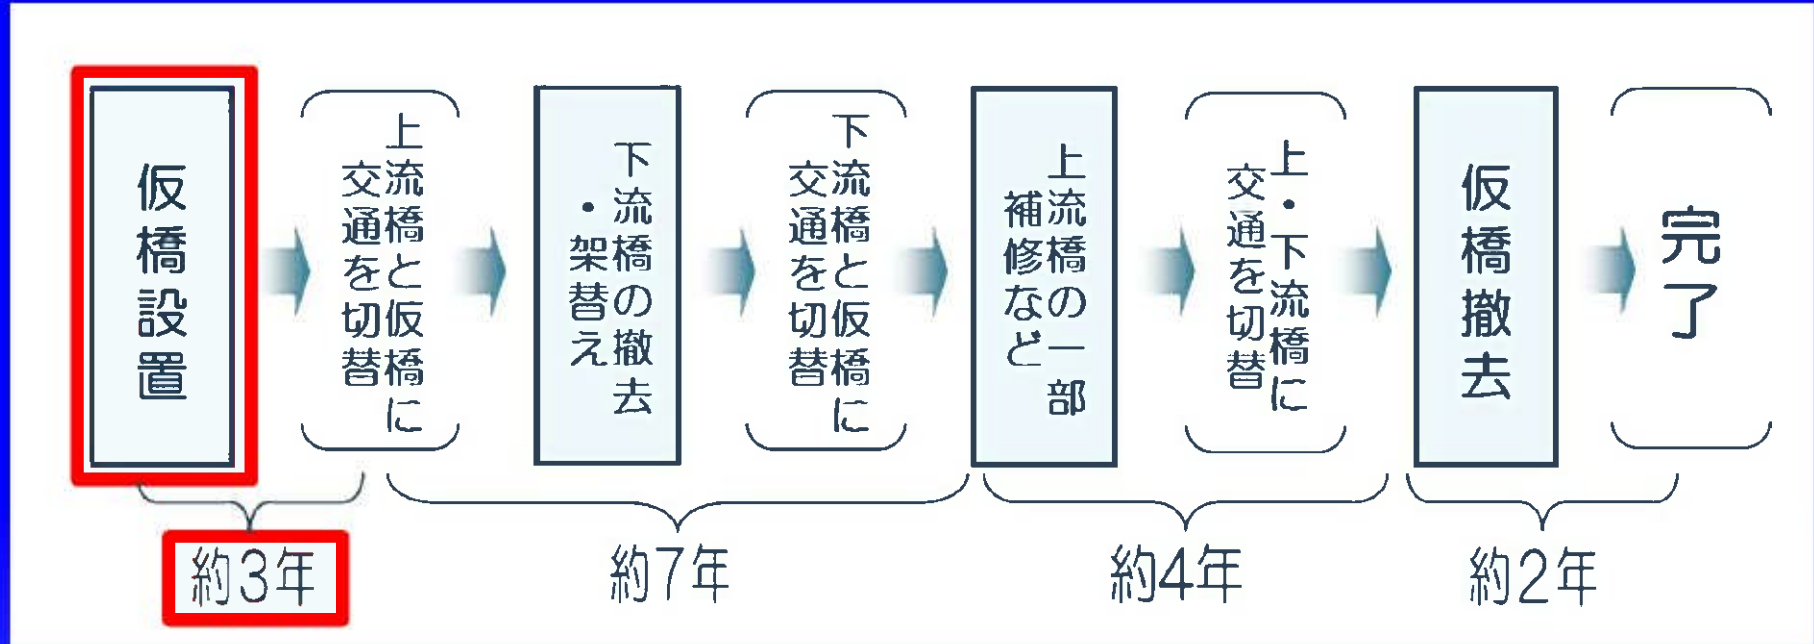 仮橋設置
上流橋と仮橋に
交通を切替
下流橋の撤去
・架替え
下流橋と仮橋に
交通を切替
上流橋の一部
補修など
上・下流橋に
交通を切替
仮橋撤去
完了
約3年
約7年
約4年
約2年